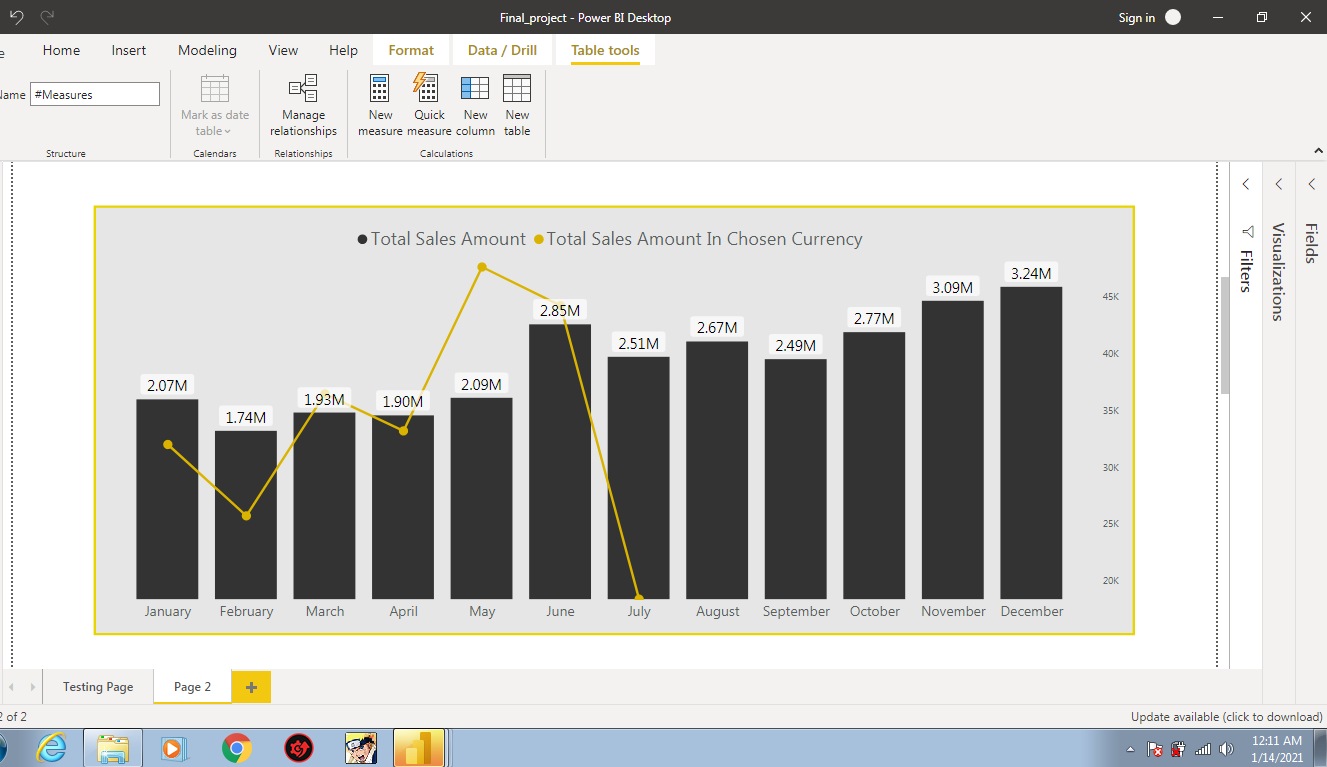 Final_project - Power BI Desktop
Sign in
e
Home Insert Modeling View Help Format Data / Drill Table tools
Name #Measures
Mark as date
table
Manage
relationships
New
measure
Quick
measure
New
column
New
table
Structure Calendars Relationships Calculations
Total Sales Amount Total Sales Amount In Chosen Currency
2.07M
1.74M
1.93M
1.90M
2.09M
2.85M
2.51M
2.67M
2.49M
2.77M
3.09M
3.24M
45K
40K
35K
30K
25K
20K
January February March April May June July August September October November December
Filters
Visualizations
Fields
Testing Page Page 2 +
2 of 2
Update available (click to download)
12:11 AM
1/14/2021